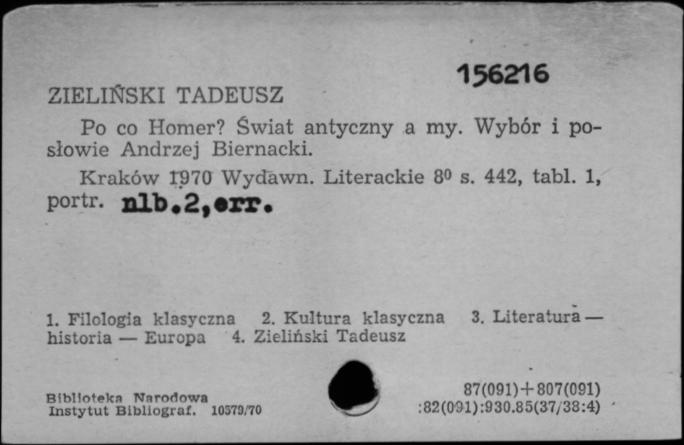 156216
ZIELIŃSKI TADEUSZ
Po co Homer? Świat antyczny a my. Wybór i po-
słowie Andrzej Biernacki.
Kraków 1970 Wydawn. Literackie 8⁰ s. 442, tabl. 1,
portr. nlb.2,err.
1. Filologia klasyczna 2. Kultura klasyczna 3. Literatura —
historia — Europa 4. Zieliński Tadeusz
87(091)+807(091)
Biblioteka Narodowa
Instytut Bibliograf. 10579/70 :82(091):930.85(37/38:4)